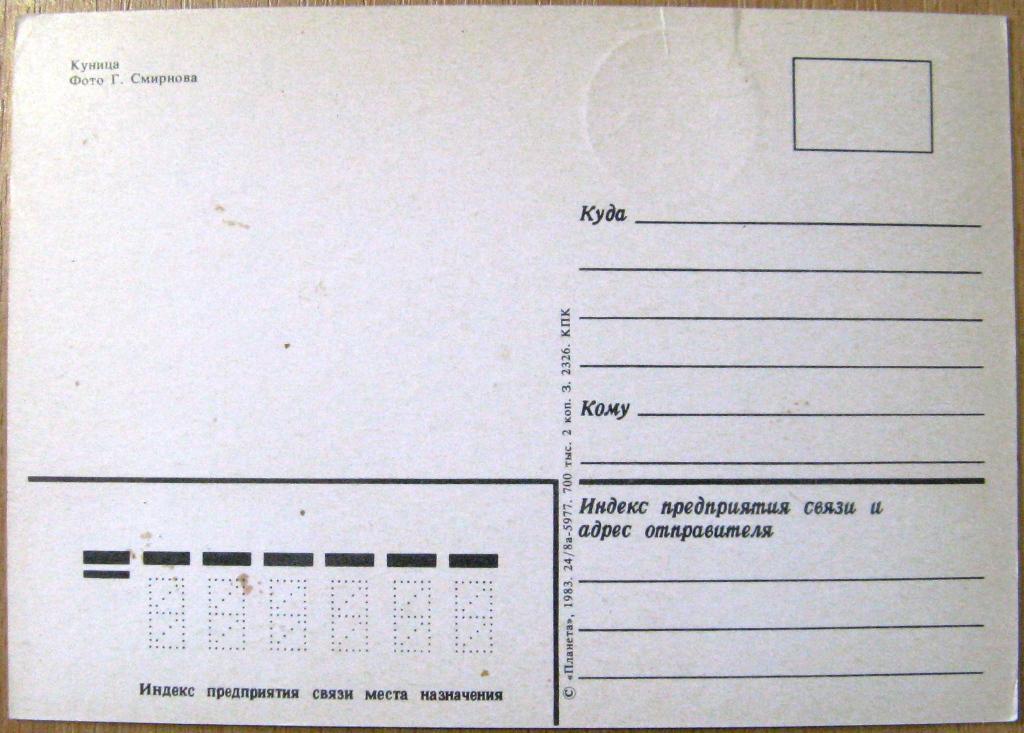 Куница
Фото Г. Смирнова
Куда
Кому
Индекс предприятия связи и
адрес отправителя
© «Планета», 1983. 24/8а-5977. 700 тыс. 2 коп. З. 2326. КПК
Индекс предприятия связи места назначения